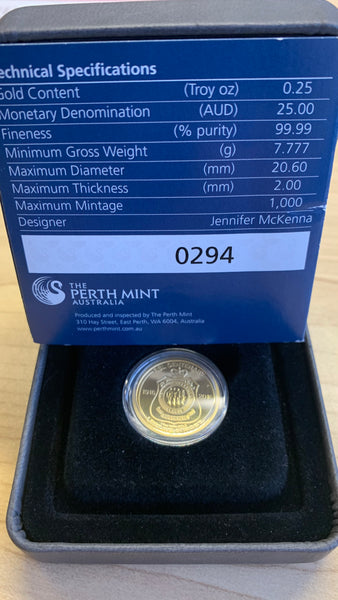 echnical Specifications
Gold Content (Troy oz) 0.25
Monetary Denomination (AUD) 25.00
Fineness (% purity) 99.99
Minimum Gross Weight (g) 7.777
Maximum Diameter (mm) 20.60
Maximum Thickness (mm) 2.00
Maximum Mintage 1,000
Designer Jennifer McKenna
0294
THE
PERTH MINT
AUSTRALIA
Produced and inspected by The Perth Mint
310 Hay Street, East Perth, WA 6004, Australia
www.perthmint.com.au